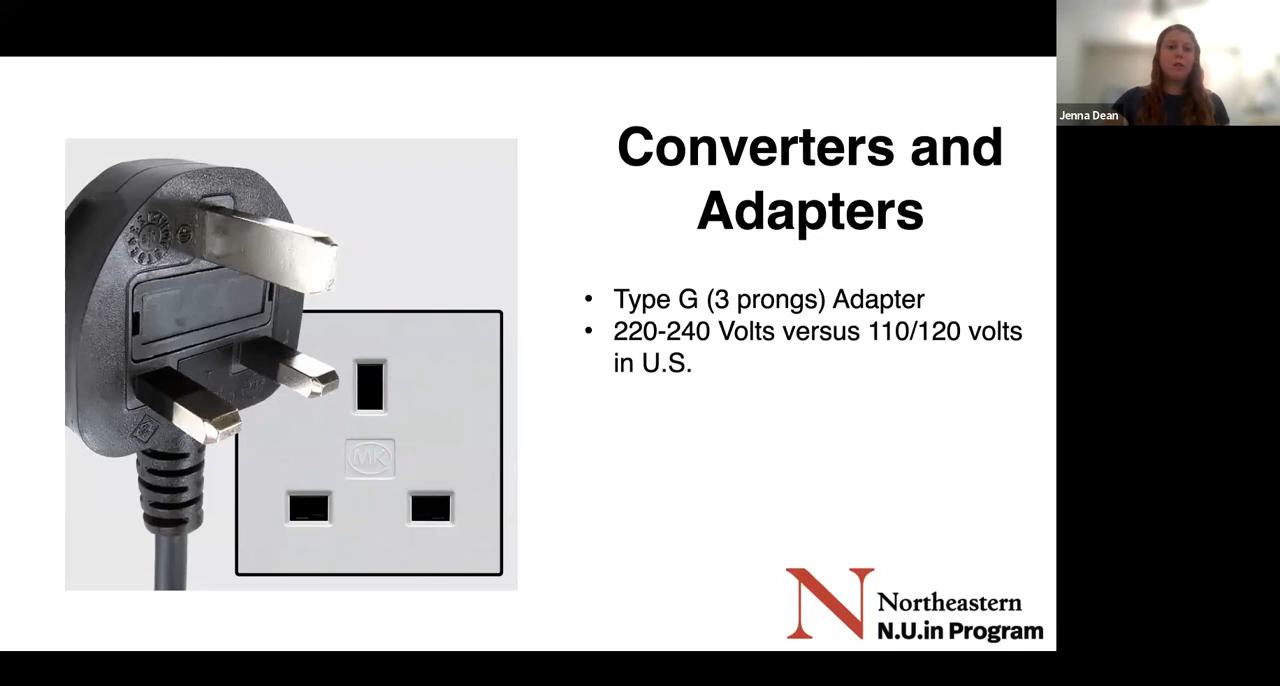 Jenna Dean
Converters and
Adapters
• Type G (3 prongs) Adapter
• 220-240 Volts versus 110/120 volts
in U.S.
MK
N Northeastern
N.U.in Program